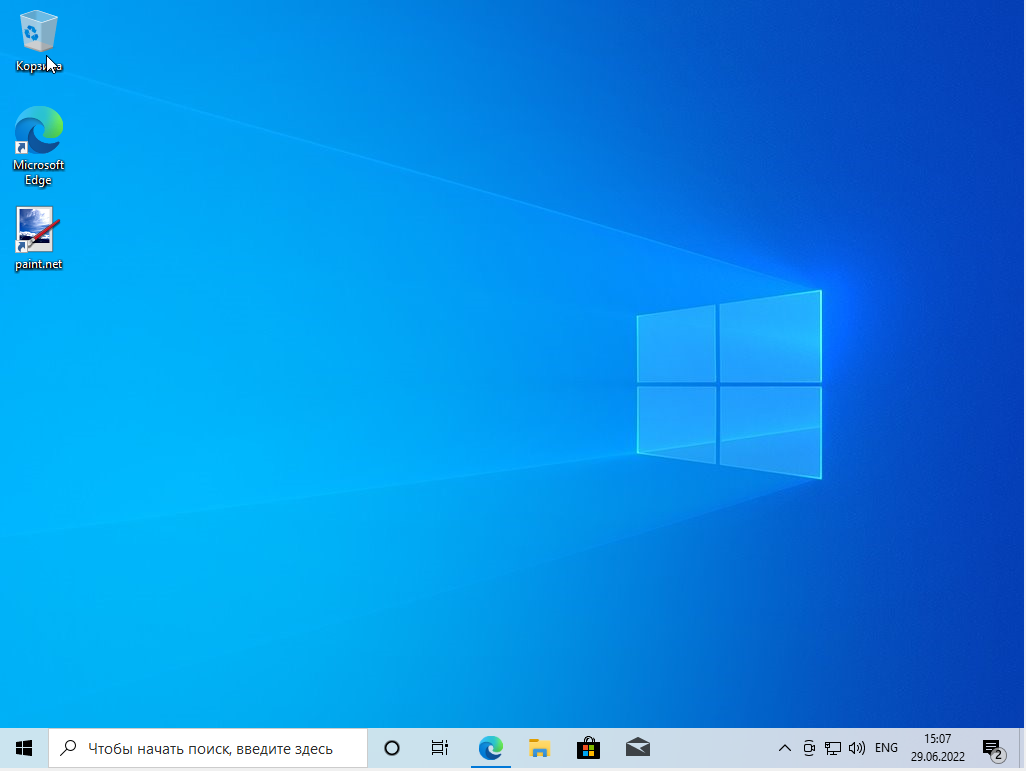 Корзина
Microsoft
Edge
paint.net
Чтобы начать поиск, введите здесь
ENG
15:07
29.06.2022
2